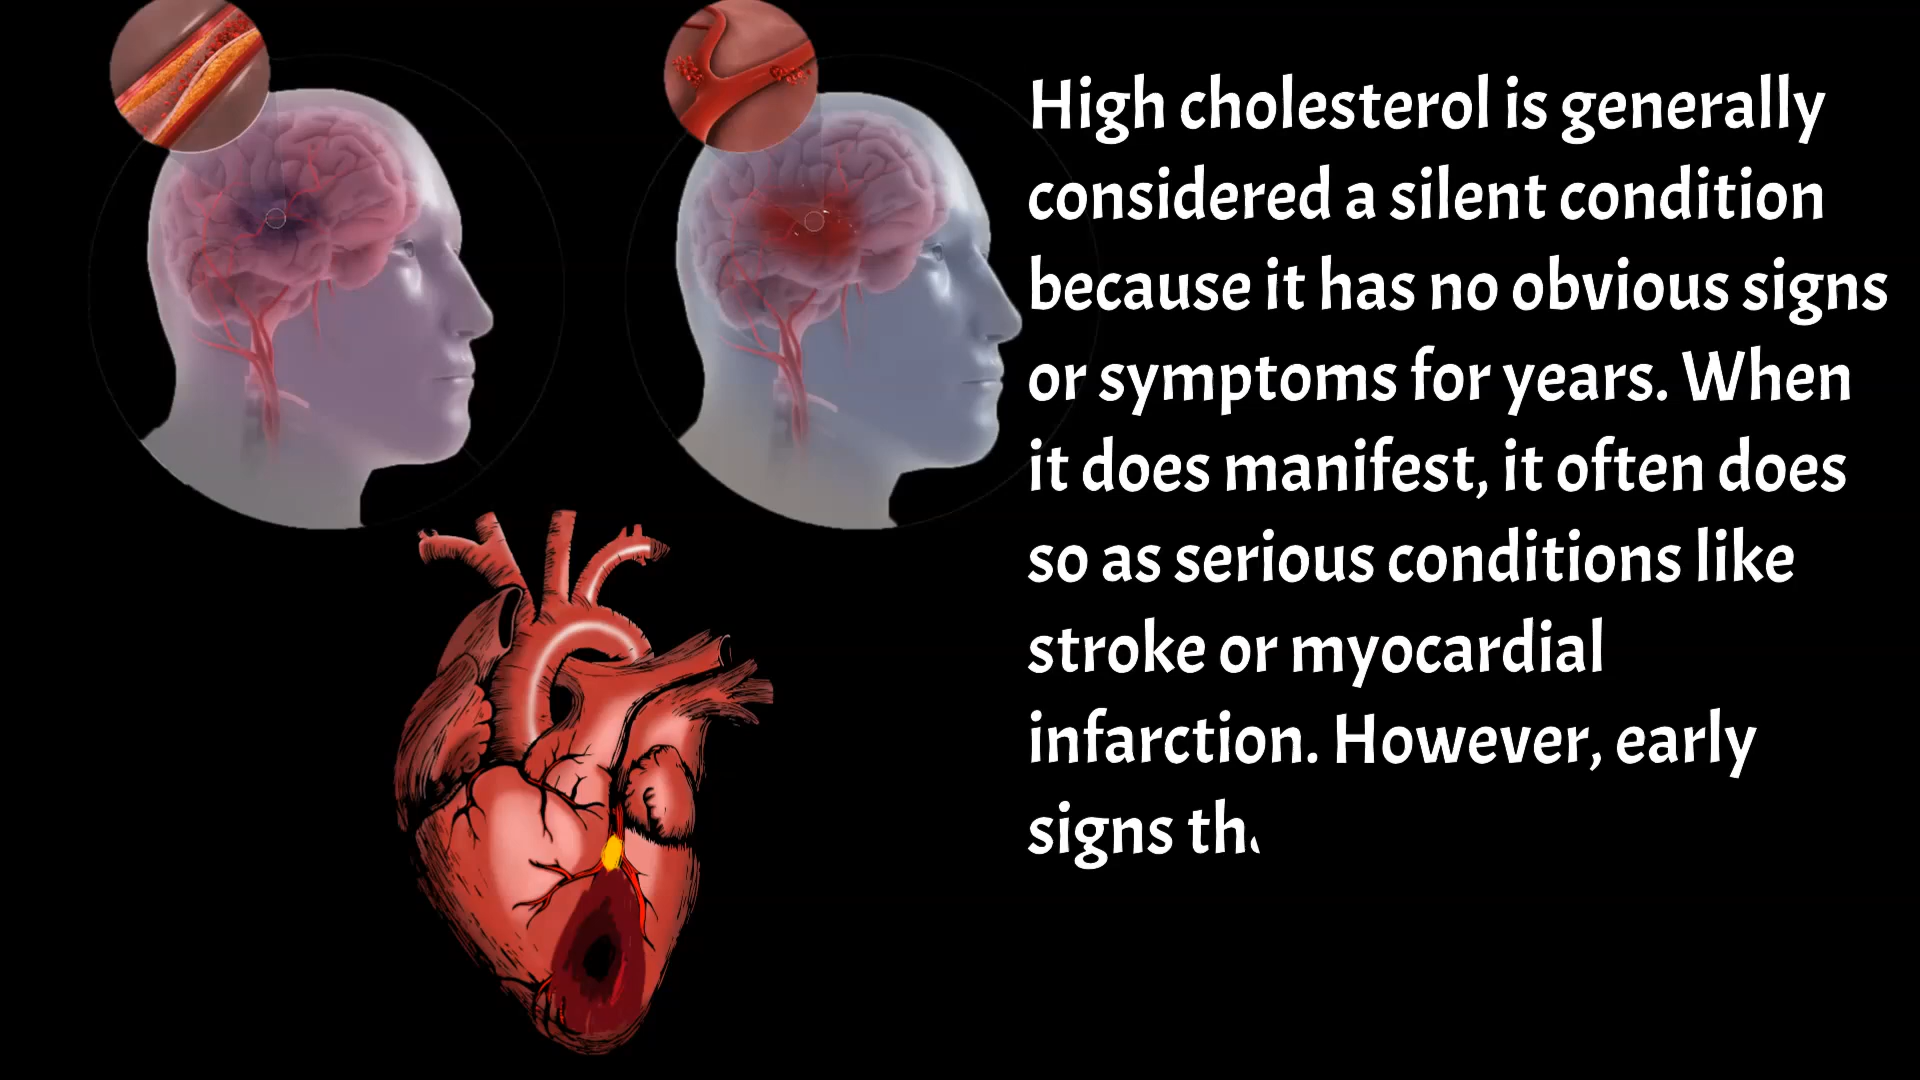 High cholesterol is generally
considered a silent condition
because it has no obvious signs
or symptoms for years. When
it does manifest, it often does
so as serious conditions like
stroke or myocardial
infarction. However, early
signs